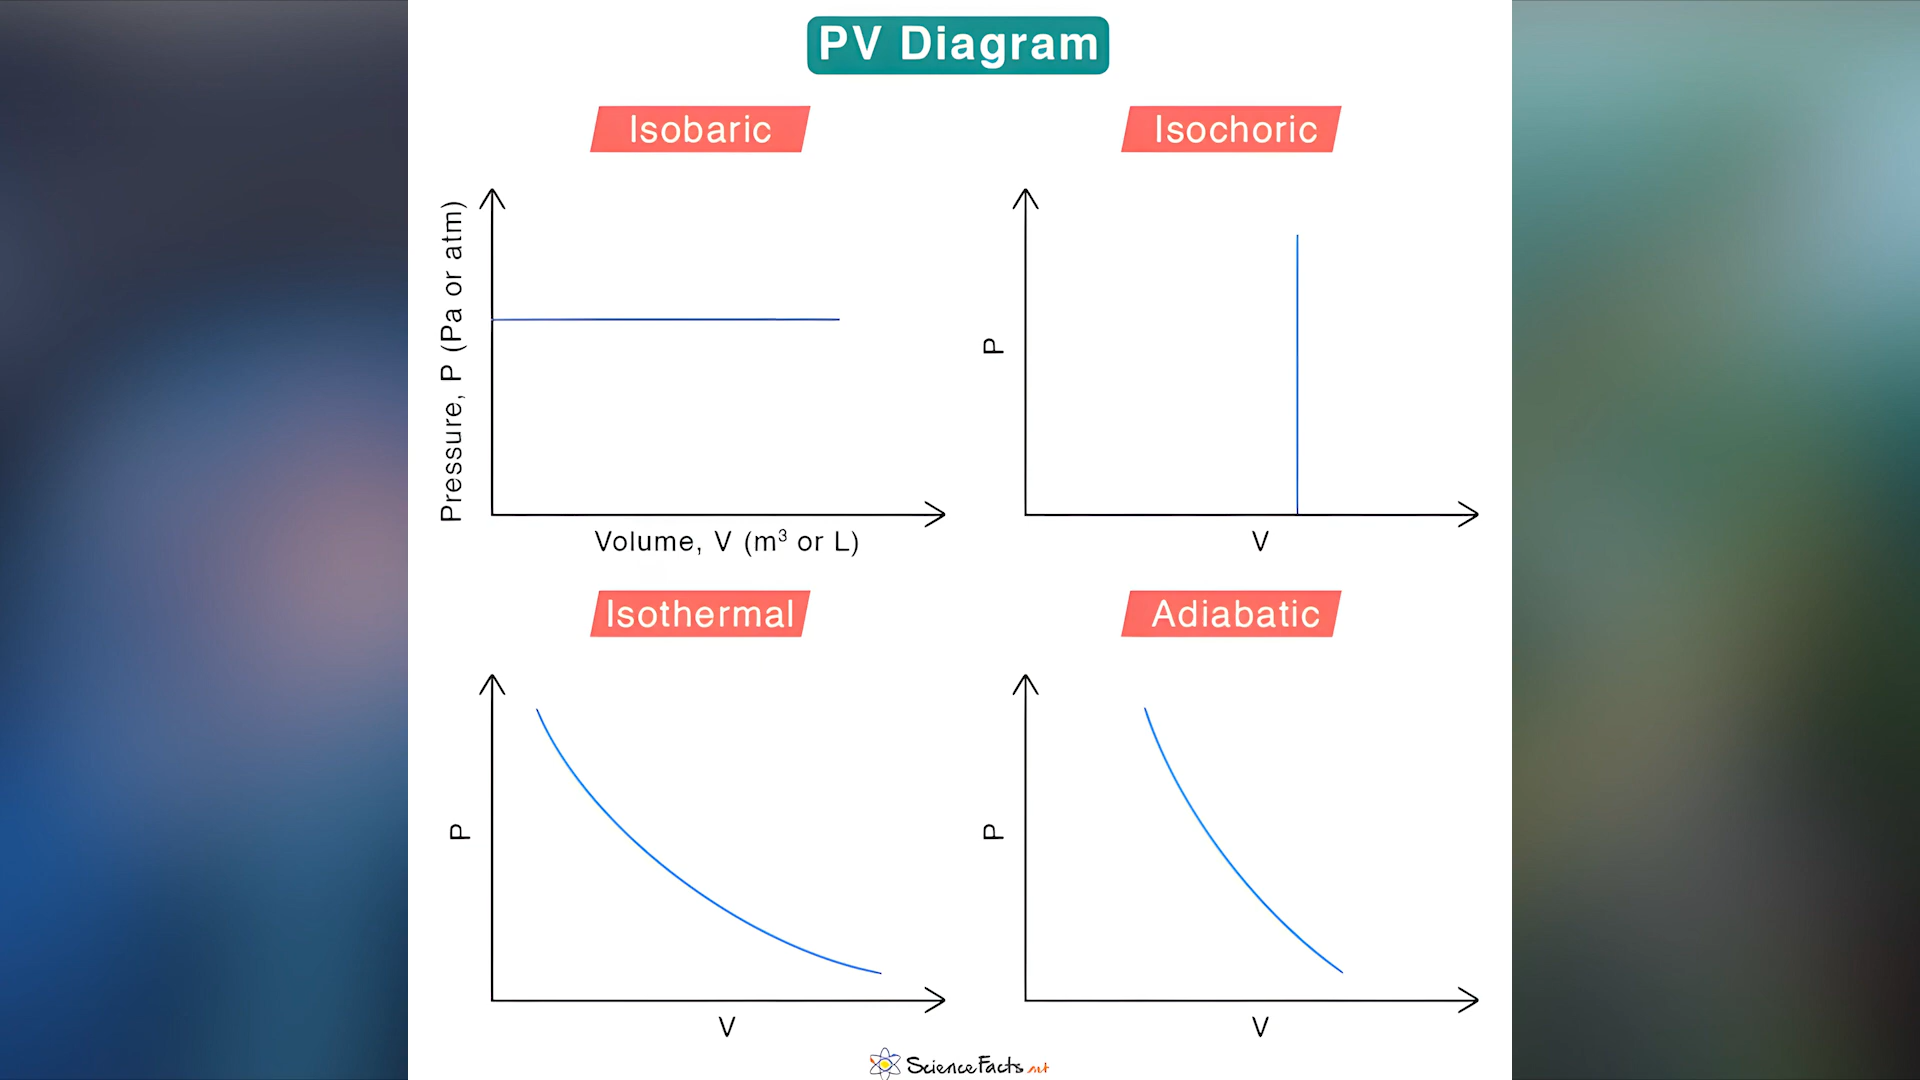 PV Diagram
Isobaric
Isochoric
Pressure, P (Pa or atm)
Volume, V (m³ or L)
P
V
Isothermal
Adiabatic
P
V
P
V
ScienceFacts.net